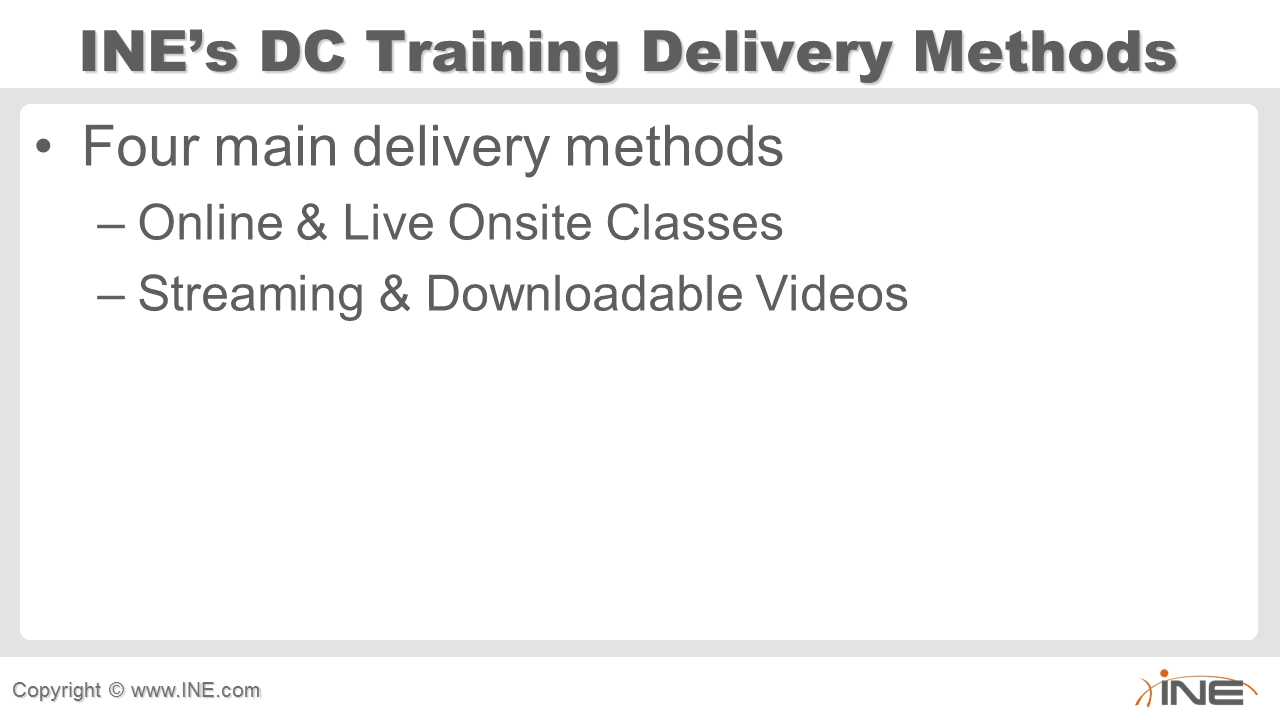 INE’s DC Training Delivery Methods
• Four main delivery methods
– Online & Live Onsite Classes
– Streaming & Downloadable Videos
Copyright © www.INE.com
INE